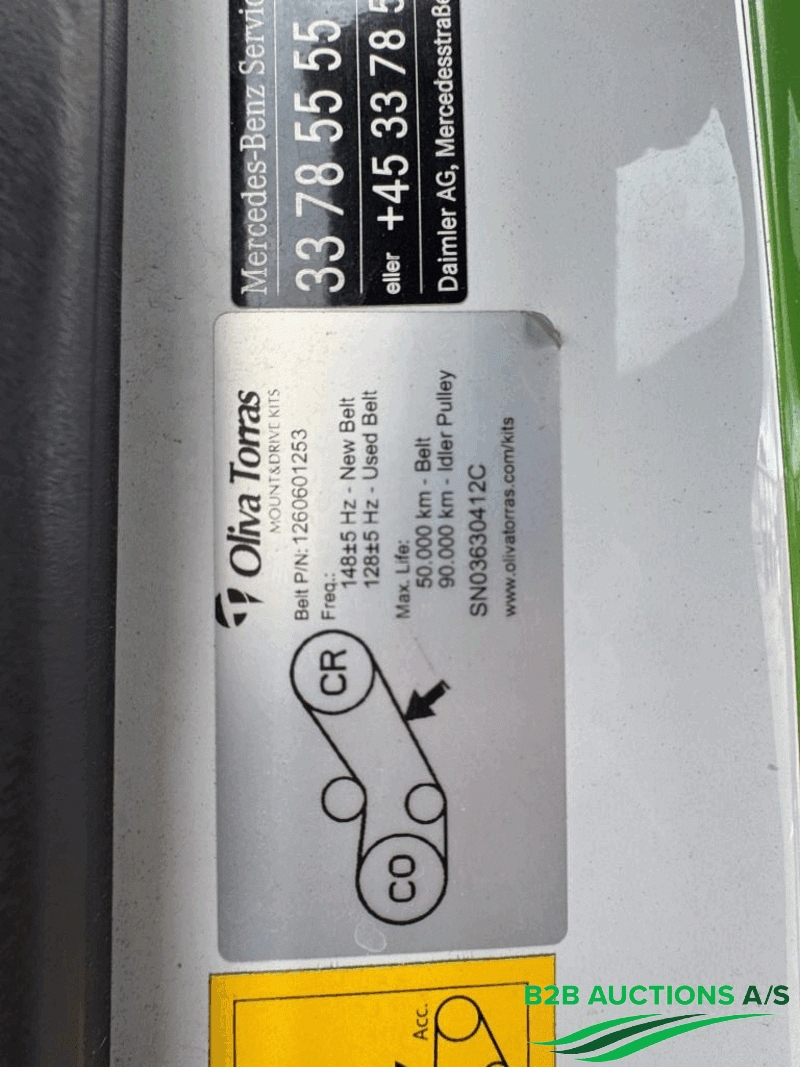 Mercedes-Benz Servic
33 78 55 55
eller +45 33 78 5
Daimler AG, Mercedesstraße
Oliva Torras
MOUNT&DRIVE KITS
Belt P/N: 1260601253
Freq.:
148±5 Hz - New Belt
128±5 Hz - Used Belt
Max. Life:
50.000 km - Belt
90.000 km - Idler Pulley
SN03630412C
www.olivatorras.com/kits
CR
CO
Acc.
B2B AUCTIONS A/S